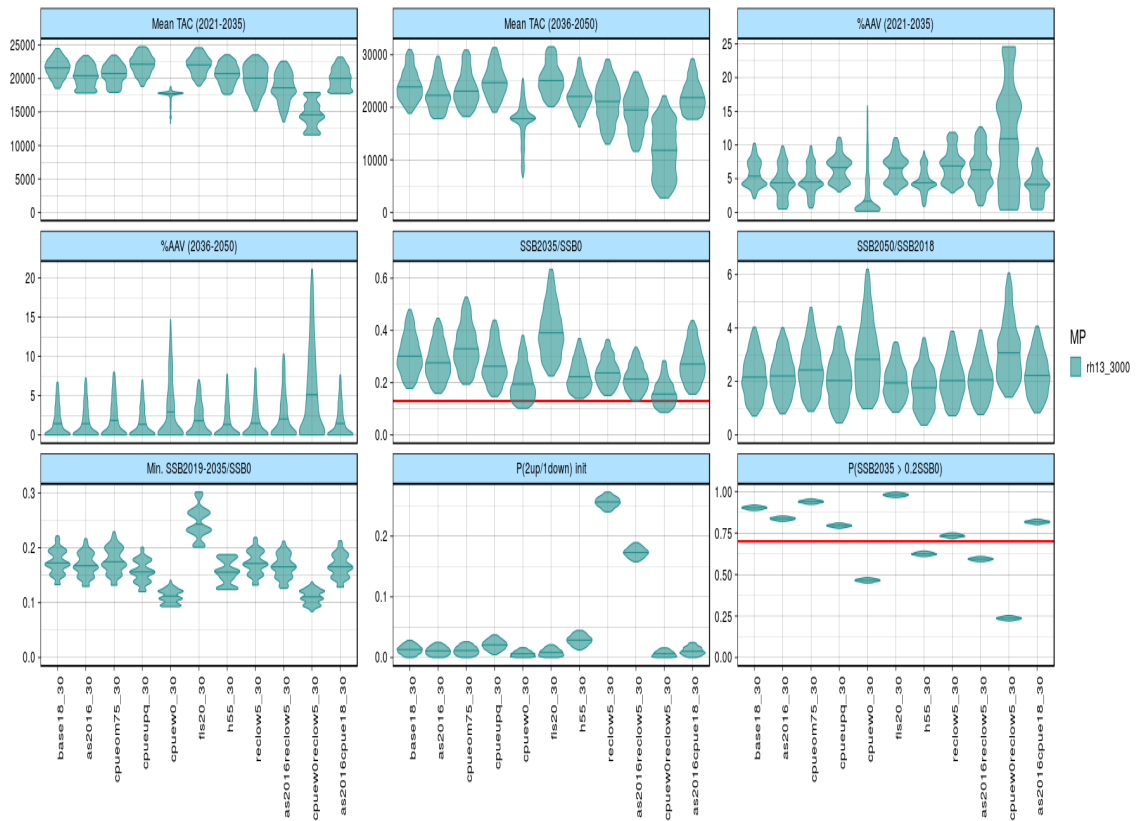 Mean TAC (2021-2035)
Mean TAC (2036-2050)
%AAV (2021-2035)
25000
20000
15000
10000
5000
0
30000
20000
10000
0
25
20
15
10
5
0
%AAV (2036-2050)
SSB2035/SSB0
SSB2050/SSB2018
20
15
10
5
0
0.6
0.4
0.2
0.0
6
4
2
0
MP
rh13_3000
Min. SSB2019-2035/SSB0
P(2up/1down) init
P(SSB2035 > 0.2SSB0)
0.3
0.2
0.1
0.0
0.2
0.1
0.0
1.00
0.75
0.50
0.25
0.00
base18_30
as2016_30
cpueom75_30
cpueupq_30
cpuew0_30
fis20_30
h55_30
reclow5_30
as2016reclow5_30
cpuew0reclow5_30
as2016cpue18_30
base18_30
as2016_30
cpueom75_30
cpueupq_30
cpuew0_30
fis20_30
h55_30
reclow5_30
as2016reclow5_30
cpuew0reclow5_30
as2016cpue18_30
base18_30
as2016_30
cpueom75_30
cpueupq_30
cpuew0_30
fis20_30
h55_30
reclow5_30
as2016reclow5_30
cpuew0reclow5_30
as2016cpue18_30